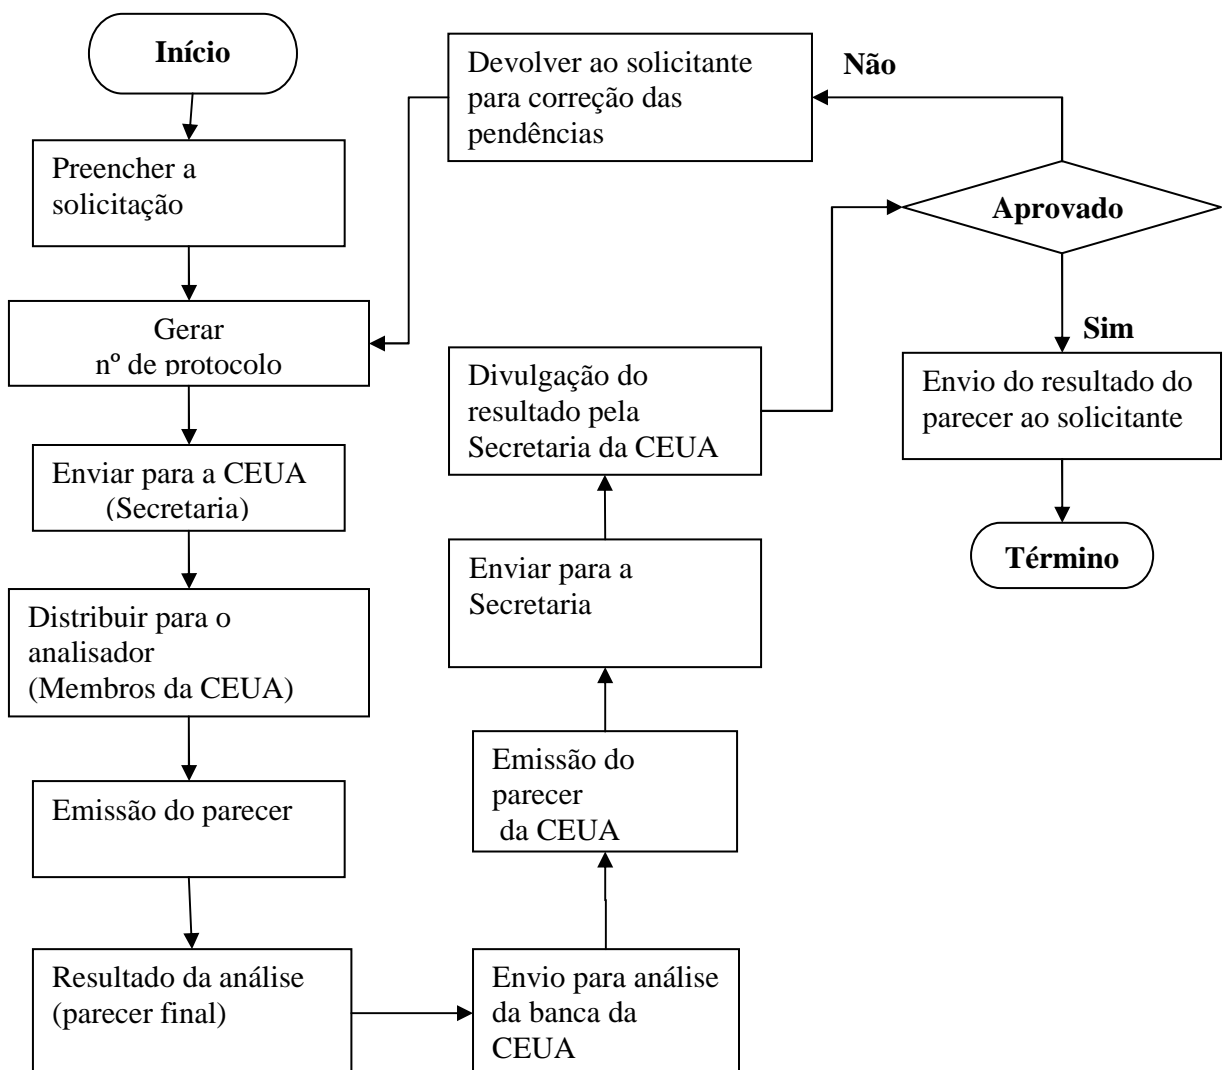 Início
Preencher a
solicitação
Gerar
nº de protocolo
Enviar para a CEUA
(Secretaria)
Distribuir para o
analisador
(Membros da CEUA)
Emissão do parecer
Resultado da análise
(parecer final)
Envio para análise
da banca da
CEUA
Emissão do
parecer
da CEUA
Enviar para a
Secretaria
Divulgação do
resultado pela
Secretaria da CEUA
Aprovado
Não
Devolver ao solicitante
para correção das
pendências
Sim
Envio do resultado do
parecer ao solicitante
Término